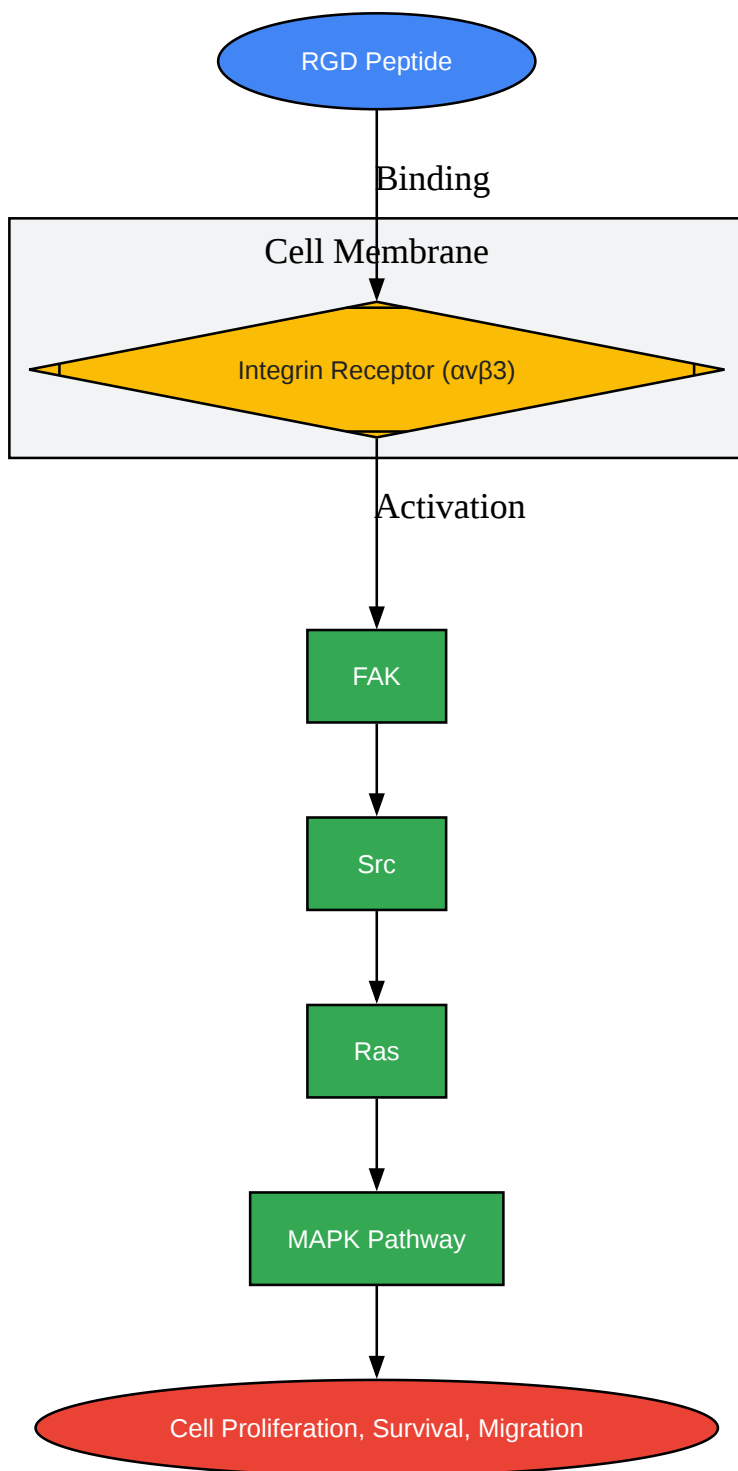 RGD Peptide
Binding
Cell Membrane
Integrin Receptor (αvβ3)
Activation
FAK
Src
Ras
MAPK Pathway
Cell Proliferation, Survival, Migration